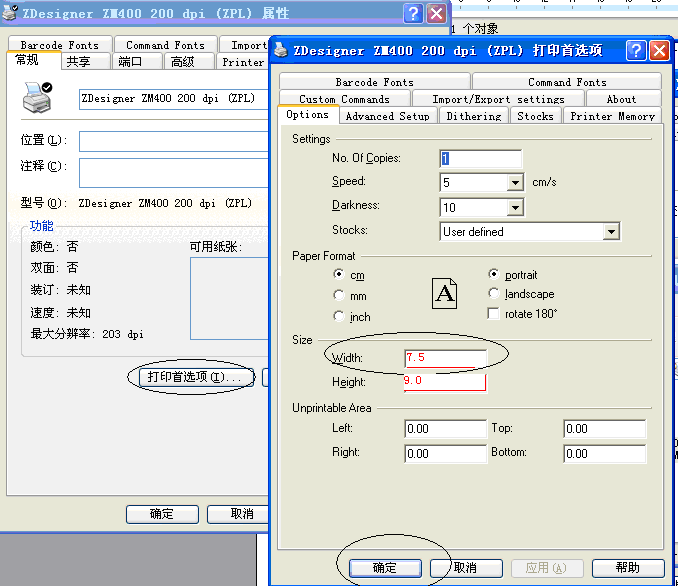 ZDesigner ZM400 200 dpi (ZPL) 属性
Barcode Fonts
Command Fonts
Import
常规
共享
端口
高级
Printer
ZDesigner ZM400 200 dpi (ZPL)
位置(L):
注释(C):
型号(O): ZDesigner ZM400 200 dpi (ZPL)
功能
颜色: 否
可用纸张:
双面: 否
装订: 未知
速度: 未知
最大分辨率: 203 dpi
打印首选项(I)...
确定
取消
1 个对象
ZDesigner ZM400 200 dpi (ZPL) 打印首选项
Barcode Fonts
Command Fonts
Custom Commands
Import/Export settings
About
Options
Advanced Setup
Dithering
Stocks
Printer Memory
Settings
No. Of Copies: 1
Speed: 5 cm/s
Darkness: 10
Stocks: User defined
Paper Format
cm
mm
inch
A
portrait
landscape
rotate 180°
Size
Width: 7.5
Height: 9.0
Unprintable Area
Left: 0.00 Top: 0.00
Right: 0.00 Bottom: 0.00
确定
取消
应用(A)
帮助